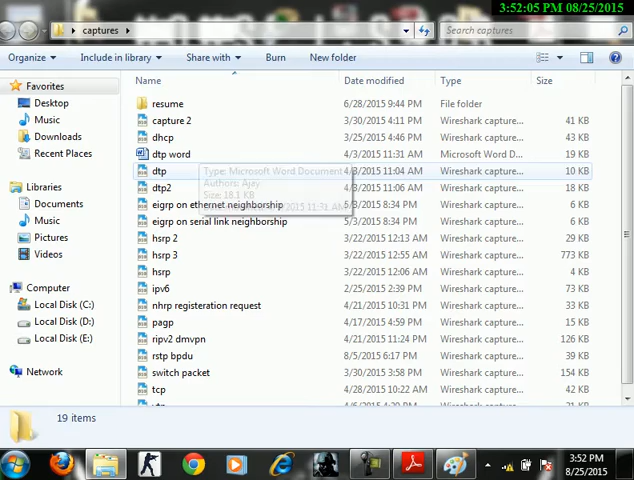 3:52:05 PM 08/25/2015
captures
Search captures
Organize Include in library Share with Burn New folder
Name Date modified Type Size
Favorites
Desktop
Music
Downloads
Recent Places
Libraries
Documents
Music
Pictures
Videos
Computer
Local Disk (C:)
Local Disk (D:)
Local Disk (E:)
Network
resume 6/28/2015 9:44 PM File folder
capture 2 3/30/2015 4:11 PM Wireshark capture... 41 KB
dhcp 3/25/2015 4:46 PM Wireshark capture... 43 KB
dtp word 4/3/2015 11:31 AM Microsoft Word D... 19 KB
dtp 4/3/2015 11:04 AM Wireshark capture... 10 KB
dtp2 4/3/2015 11:06 AM Wireshark capture... 18 KB
Type: Microsoft Word Document
Authors: Ajay
Size: 18.1 KB
eigrp on ethernet neighborship 5/3/2015 8:34 PM Wireshark capture... 6 KB
eigrp on serial link neighborship 5/3/2015 8:34 PM Wireshark capture... 6 KB
hsrp 2 3/22/2015 12:13 AM Wireshark capture... 29 KB
hsrp 3 3/22/2015 12:55 AM Wireshark capture... 773 KB
hsrp 3/22/2015 12:06 AM Wireshark capture... 4 KB
ipv6 2/25/2015 2:39 PM Wireshark capture... 73 KB
nhrp registeration request 4/21/2015 10:31 PM Wireshark capture... 33 KB
pagp 4/17/2015 4:59 PM Wireshark capture... 15 KB
ripv2 dmvpn 4/21/2015 11:24 PM Wireshark capture... 126 KB
rstp bpdu 8/5/2015 6:17 PM Wireshark capture... 39 KB
switch packet 3/30/2015 3:58 PM Wireshark capture... 154 KB
tcp 4/28/2015 10:22 AM Wireshark capture... 42 KB
19 items
3:52 PM
8/25/2015